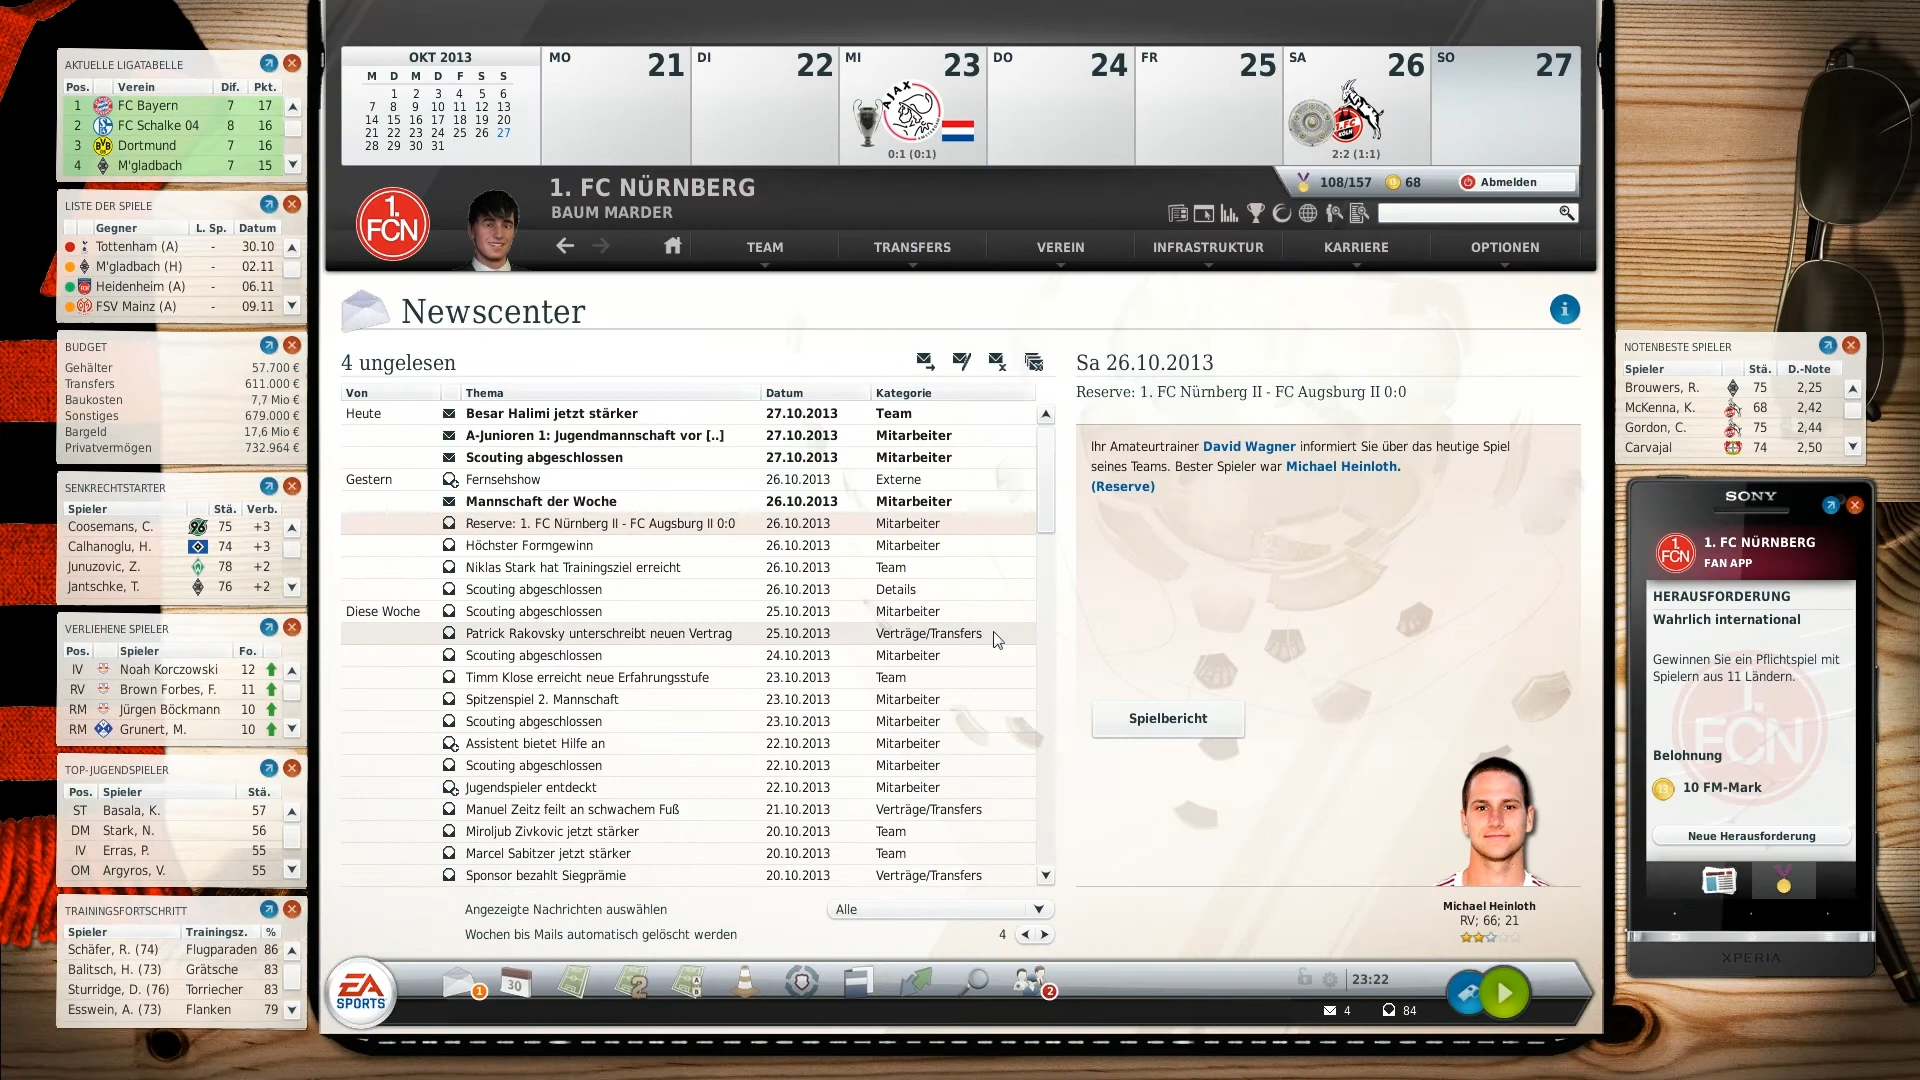 AKTUELLE LIGATABELLE
Pos. Verein Dif. Pkt.
1 FC Bayern 7 17
2 FC Schalke 04 8 16
3 Dortmund 7 16
4 M'gladbach 7 15
LISTE DER SPIELE
Gegner L. Sp. Datum
Tottenham (A) - 30.10
M'gladbach (H) - 02.11
Heidenheim (A) - 06.11
FSV Mainz (A) - 09.11
BUDGET
Gehälter 57.700 €
Transfers 611.000 €
Baukosten 7,7 Mio €
Sonstiges 679.000 €
Bargeld 17,6 Mio €
Privatvermögen 732.964 €
SENKRECHTSTARTER
Spieler Stä. Verb.
Coosemans, C. 75 +3
Calhanoglu, H. 74 +3
Junuzovic, Z. 78 +2
Jantschke, T. 76 +2
VERLIEHENE SPIELER
Pos. Spieler Fo.
IV Noah Korczowski 12
RV Brown Forbes, F. 11
RM Jürgen Böckmann 10
RM Grunert, M. 10
TOP-JUGENDSPIELER
Pos. Spieler Stä.
ST Basala, K. 57
DM Stark, N. 56
IV Erras, P. 55
OM Argyros, V. 55
TRAININGSFORTSCHRITT
Spieler Trainingsz. %
Schäfer, R. (74) Flugparaden 86
Balitsch, H. (73) Grätsche 83
Sturridge, D. (76) Torriecher 83
Esswein, A. (73) Flanken 79
OKT 2013
M D M D F S S
1 2 3 4 5 6
7 8 9 10 11 12 13
14 15 16 17 18 19 20
21 22 23 24 25 26 27
28 29 30 31
MO 21
DI 22
MI 23
AJAX
0:1 (0:1)
DO 24
FR 25
SA 26
1.FC KÖLN
2:2 (1:1)
SO 27
1. FCN
1. FC NÜRNBERG
BAUM MARDER
108/157 68 Abmelden
TEAM TRANSFERS VEREIN INFRASTRUKTUR KARRIERE OPTIONEN
Newscenter
4 ungelesen
Von Thema Datum Kategorie
Heute Besar Halimi jetzt stärker 27.10.2013 Team
A-Junioren 1: Jugendmannschaft vor [..] 27.10.2013 Mitarbeiter
Scouting abgeschlossen 27.10.2013 Mitarbeiter
Gestern Fernsehshow 26.10.2013 Externe
Mannschaft der Woche 26.10.2013 Mitarbeiter
Reserve: 1. FC Nürnberg II - FC Augsburg II 0:0 26.10.2013 Mitarbeiter
Höchster Formgewinn 26.10.2013 Mitarbeiter
Niklas Stark hat Trainingsziel erreicht 26.10.2013 Team
Scouting abgeschlossen 26.10.2013 Details
Diese Woche Scouting abgeschlossen 25.10.2013 Mitarbeiter
Patrick Rakovsky unterschreibt neuen Vertrag 25.10.2013 Verträge/Transfers
Scouting abgeschlossen 24.10.2013 Mitarbeiter
Timm Klose erreicht neue Erfahrungsstufe 23.10.2013 Team
Spitzenspiel 2. Mannschaft 23.10.2013 Mitarbeiter
Scouting abgeschlossen 23.10.2013 Mitarbeiter
Assistent bietet Hilfe an 22.10.2013 Mitarbeiter
Scouting abgeschlossen 22.10.2013 Mitarbeiter
Jugendspieler entdeckt 22.10.2013 Mitarbeiter
Manuel Zeitz feilt an schwachem Fuß 21.10.2013 Verträge/Transfers
Miroljub Zivkovic jetzt stärker 20.10.2013 Team
Marcel Sabitzer jetzt stärker 20.10.2013 Team
Sponsor bezahlt Siegprämie 20.10.2013 Verträge/Transfers
Angezeigte Nachrichten auswählen Alle
Wochen bis Mails automatisch gelöscht werden 4
Sa 26.10.2013
Reserve: 1. FC Nürnberg II - FC Augsburg II 0:0
Ihr Amateurtrainer David Wagner informiert Sie über das heutige Spiel
seines Teams. Bester Spieler war Michael Heinloth.
(Reserve)
Spielbericht
Michael Heinloth
RV; 66; 21
EA SPORTS
1
30
2
2
23:22
4 84
NOTENBESTE SPIELER
Spieler Stä. D.-Note
Brouwers, R. 75 2,25
McKenna, K. 68 2,42
Gordon, C. 75 2,44
Carvajal 74 2,50
SONY
1. FCN
1. FC NÜRNBERG
FAN APP
HERAUSFORDERUNG
Wahrlich international
Gewinnen Sie ein Pflichtspiel mit
Spielern aus 11 Ländern.
Belohnung
10 FM-Mark
Neue Herausforderung
XPERIA